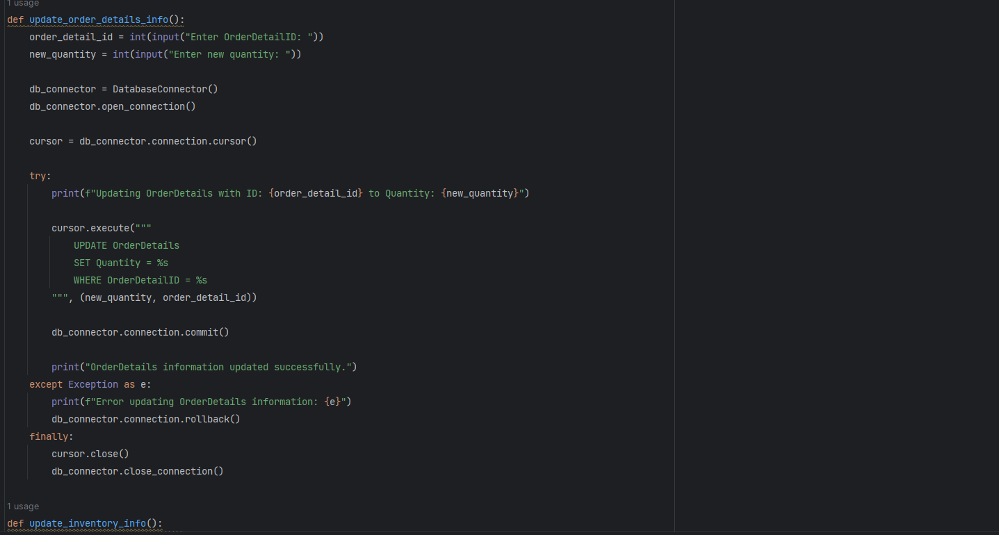 1 usage
def update_order_details_info():
    order_detail_id = int(input("Enter OrderDetailID: "))
    new_quantity = int(input("Enter new quantity: "))
    db_connector = DatabaseConnector()
    db_connector.open_connection()
    cursor = db_connector.connection.cursor()
    try:
        print(f"Updating OrderDetails with ID: {order_detail_id} to Quantity: {new_quantity}")
        cursor.execute("""
            UPDATE OrderDetails
            SET Quantity = %s
            WHERE OrderDetailID = %s
        """, (new_quantity, order_detail_id))
        db_connector.connection.commit()
        print("OrderDetails information updated successfully.")
    except Exception as e:
        print(f"Error updating OrderDetails information: {e}")
        db_connector.connection.rollback()
    finally:
        cursor.close()
        db_connector.close_connection()
1 usage
def update_inventory_info():